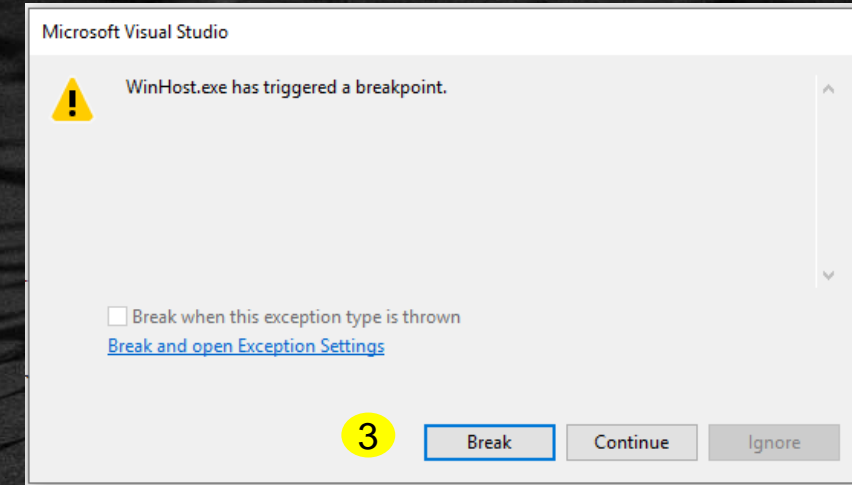 Microsoft Visual Studio
WinHost.exe has triggered a breakpoint.
Break when this exception type is thrown
Break and open Exception Settings
3 Break Continue Ignore